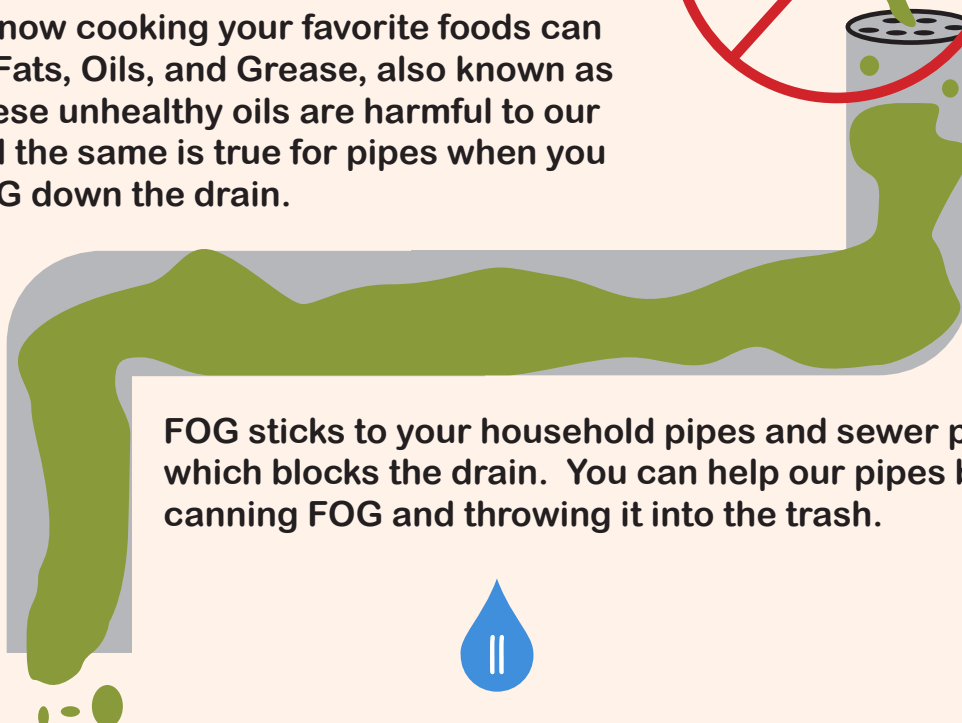 now cooking your favorite foods can
Fats, Oils, and Grease, also known as
ese unhealthy oils are harmful to our
the same is true for pipes when you
G down the drain.
FOG sticks to your household pipes and sewer
which blocks the drain.  You can help our pipes
canning FOG and throwing it into the trash.
11